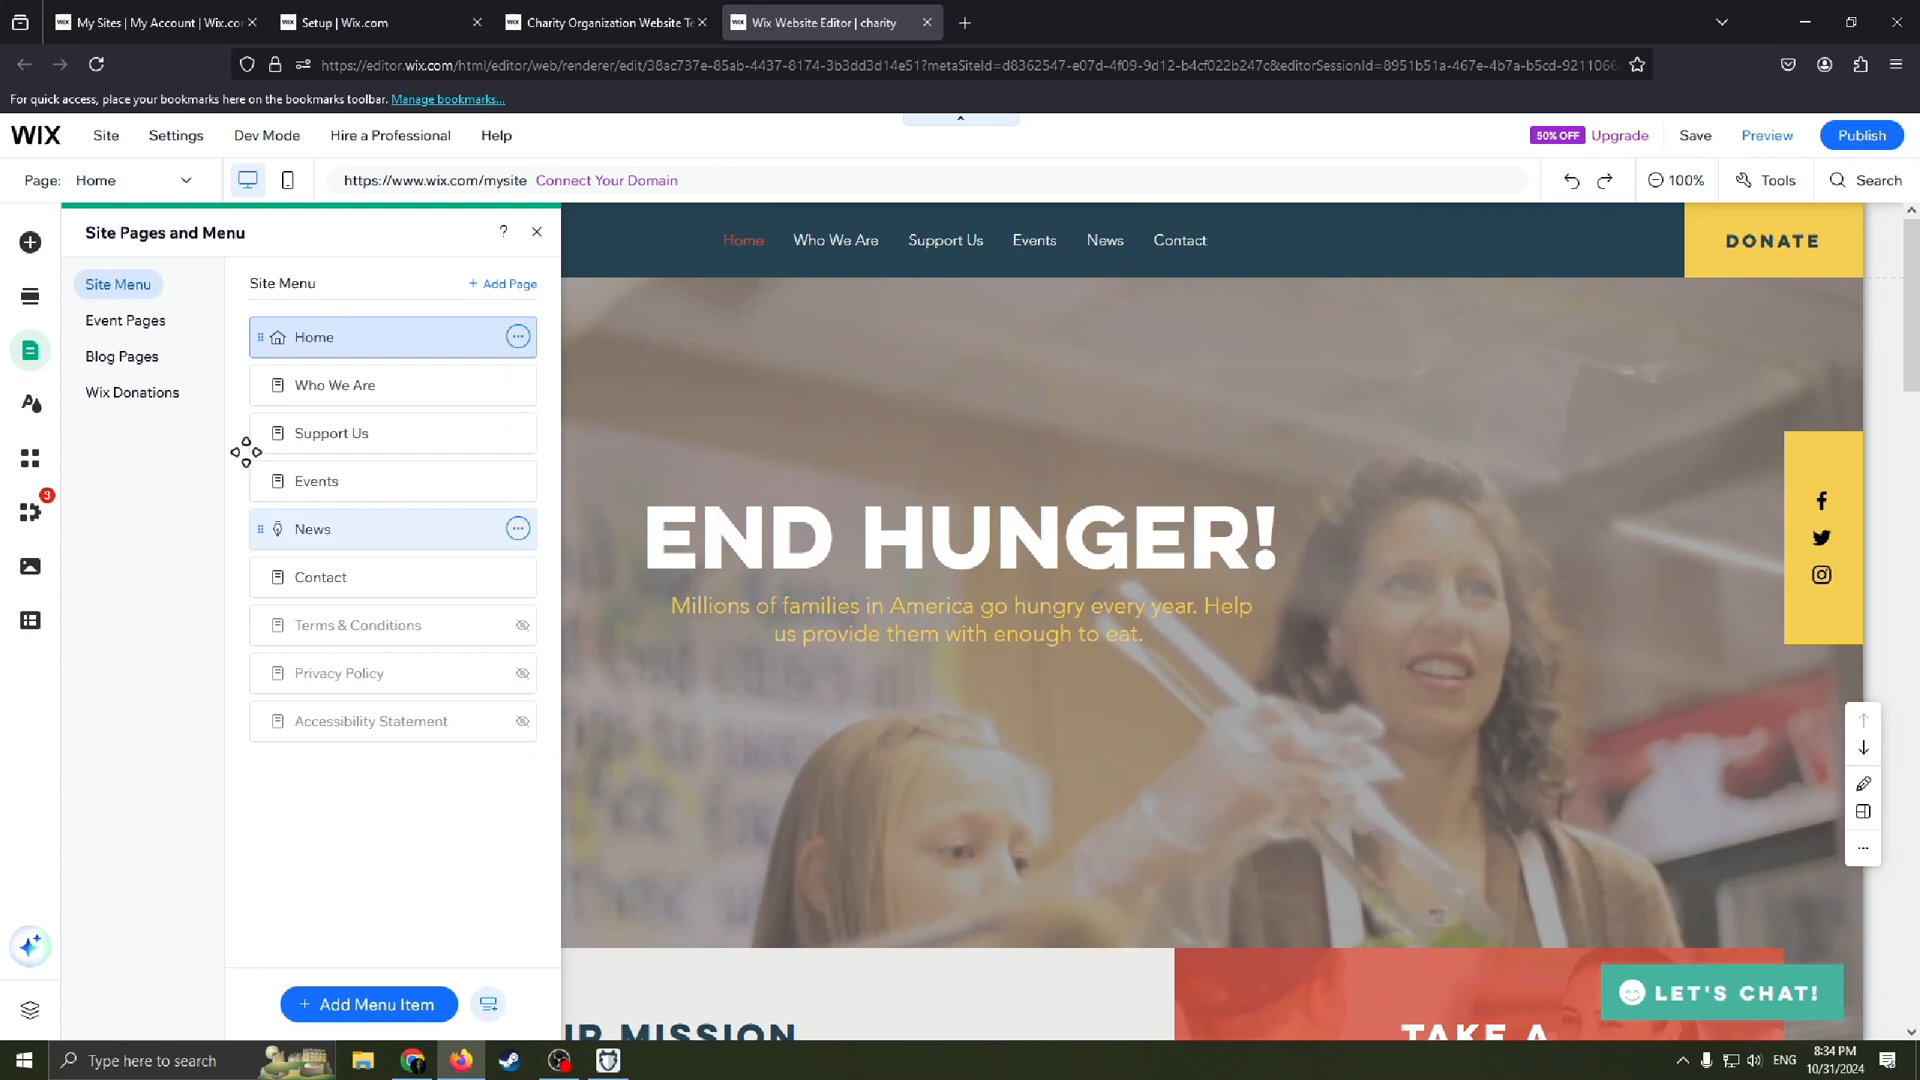 My Sites | My Account | Wix.cor
Setup | Wix.com
Charity Organization Website Te
Wix Website Editor | charity
https://editor.wix.com/html/editor/web/renderer/edit/38ac737e-85ab-4437-8174-3b3dd3d14e51?metaSiteId=d8362547-e07d-4f09-9d12-b4cf022b247c&editorSessionId=8951b51a-467e-4b7a-b5cd-9211066
For quick access, place your bookmarks here on the bookmarks toolbar. Manage bookmarks...
WIX Site Settings Dev Mode Hire a Professional Help 50% OFF Upgrade Save Preview Publish
Page: Home https://www.wix.com/mysite Connect Your Domain 100% Tools Search
Site Pages and Menu ?
Home Who We Are Support Us Events News Contact DONATE
Site Menu
Event Pages
Blog Pages
Wix Donations
Site Menu + Add Page
Home
Who We Are
Support Us
Events
News
Contact
Terms & Conditions
Privacy Policy
Accessibility Statement
+ Add Menu Item
3
END HUNGER!
Millions of families in America go hungry every year. Help
us provide them with enough to eat.
LET'S CHAT!
UR MISSION
TAKE A
Type here to search
ENG
8:34 PM
10/31/2024